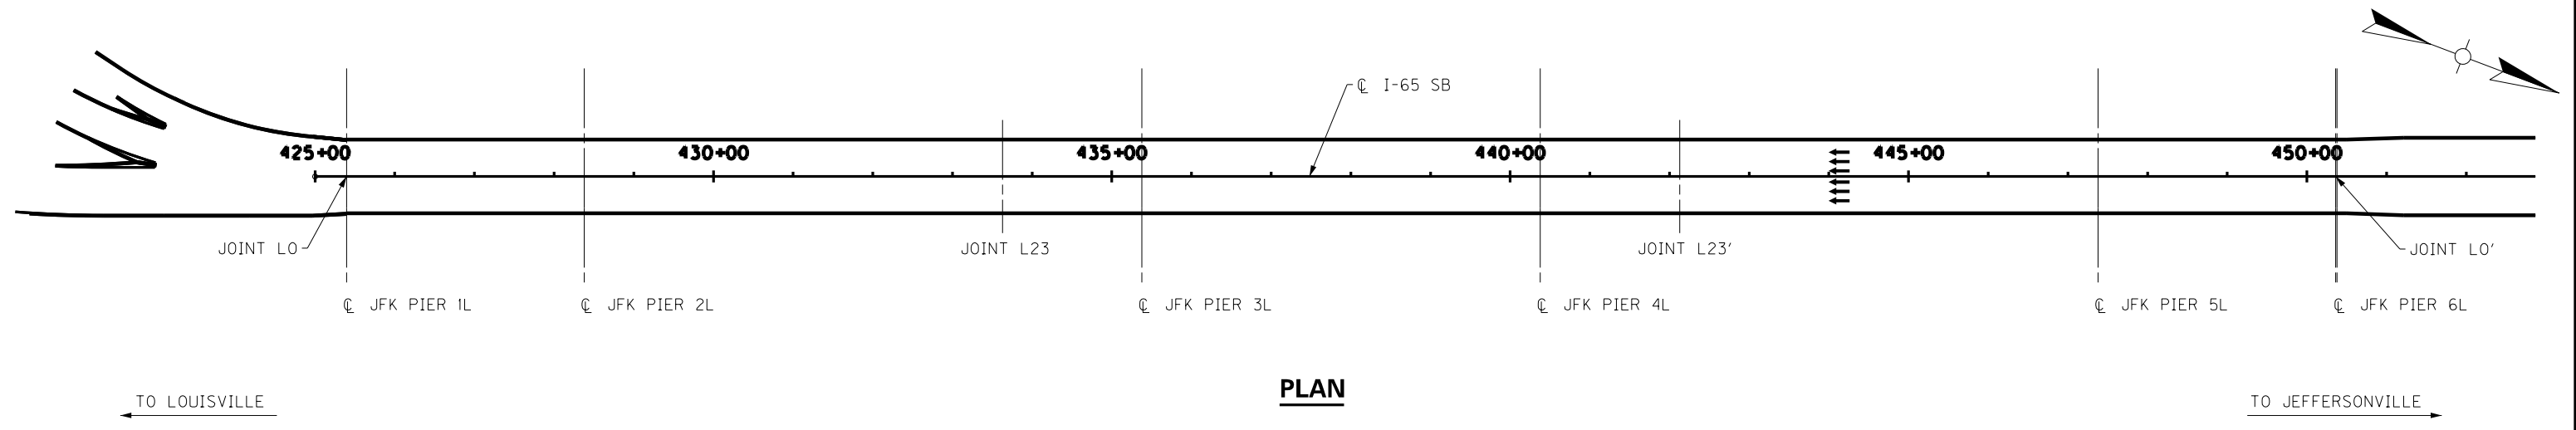 ℄ I-65 SB
425+00 430+00 435+00 440+00 445+00 450+00
JOINT L0 JOINT L23 JOINT L23' JOINT L0'
℄ JFK PIER 1L ℄ JFK PIER 2L ℄ JFK PIER 3L ℄ JFK PIER 4L ℄ JFK PIER 5L ℄ JFK PIER 6L
PLAN
TO LOUISVILLE TO JEFFERSONVILLE